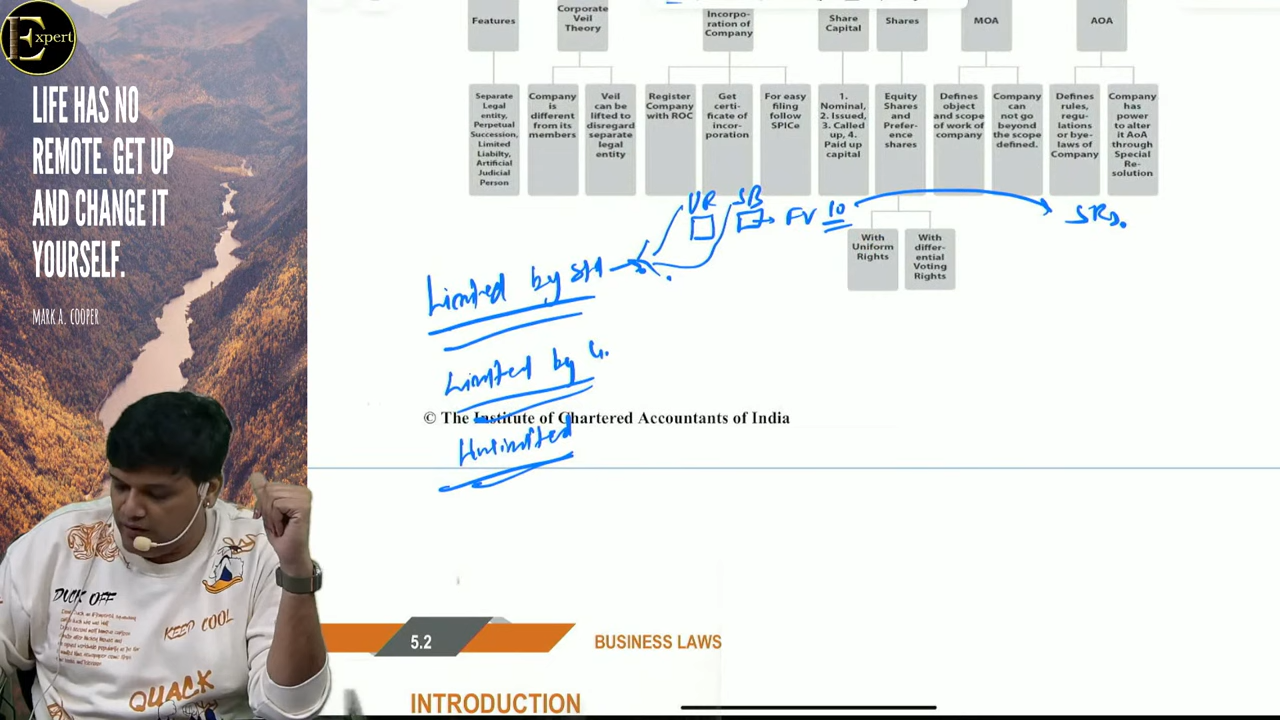 Expert
LIFE HAS NO
REMOTE. GET UP
AND CHANGE IT
YOURSELF.
MARK A. COOPER
Features
Corporate
Veil
Theory
Incorpo-
ration of
Company
Share
Capital
Shares
MOA
AOA
Separate
Legal
entity,
Perpetual
Succession,
Limited
Liabilty,
Artificial
Judicial
Person
Company
is
different
from its
members
Veil
can be
lifted to
disregard
separate
legal
entity
Register
Company
with ROC
Get
certi-
ficate of
incor-
poration
For easy
filing
follow
SPICe
1.
Nominal,
2. Issued,
3. Called
up, 4.
Paid up
capital
Equity
Shares
and
Prefer-
ence
shares
Defines
object
and scope
of work of
company
Company
can not
go beyond
the scope
defined.
Defines
rules,
regu-
lations
or bye-
laws of
Company
Company
has
power
to alter
it AoA
through
Special
Re-
solution
With
Uniform
Rights
With
differ-
ential
Voting
Rights
SB
FV 10
Limited by
Limited by G.
Unlimited
© The Institute of Chartered Accountants of India
5.2
BUSINESS LAWS
INTRODUCTION
DUCK OFF
KEEP COOL
QUACK